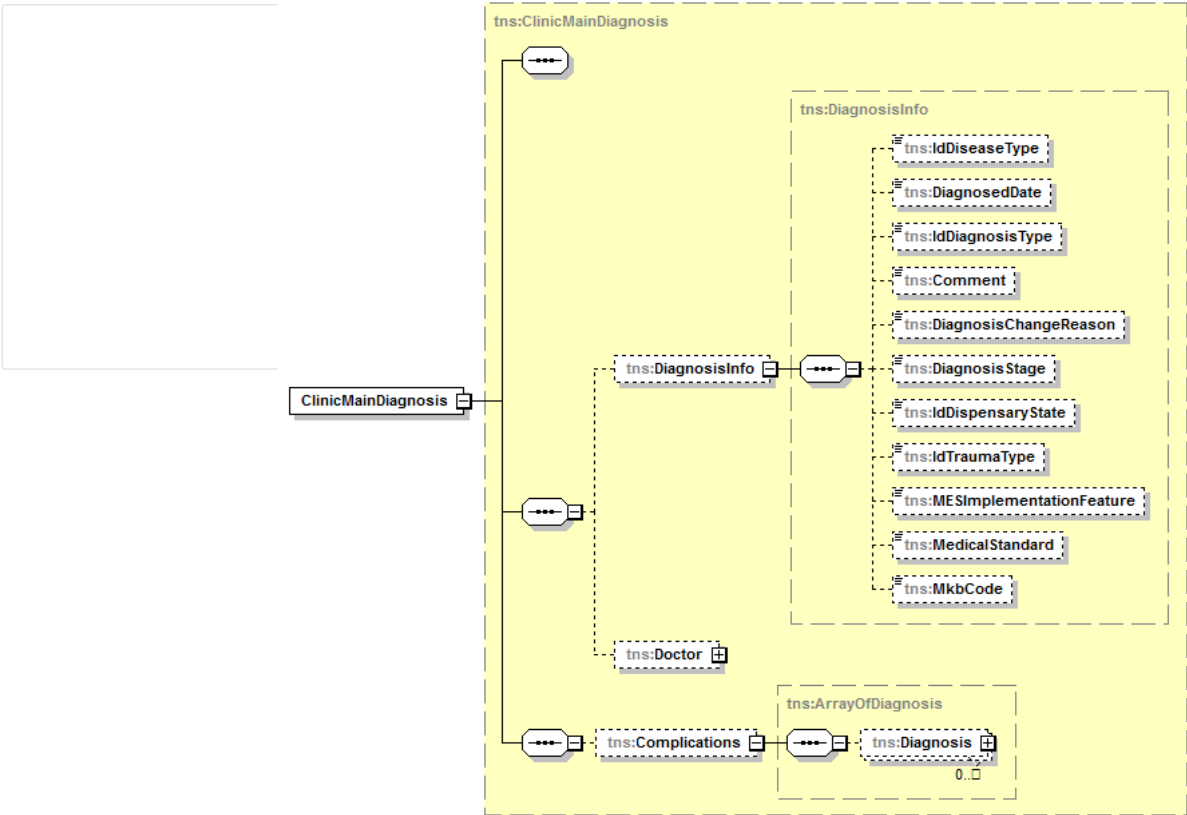 tns:ClinicMainDiagnosis
tns:DiagnosisInfo
tns:IdDiseaseType
tns:DiagnosedDate
tns:IdDiagnosisType
tns:Comment
tns:DiagnosisChangeReason
tns:DiagnosisInfo
tns:DiagnosisStage
ClinicMainDiagnosis
tns:IdDispensaryState
tns:IdTraumaType
tns:MESImplementationFeature
tns:MedicalStandard
tns:MkbCode
tns:Doctor
tns:ArrayOfDiagnosis
tns:Complications
tns:Diagnosis
0..□